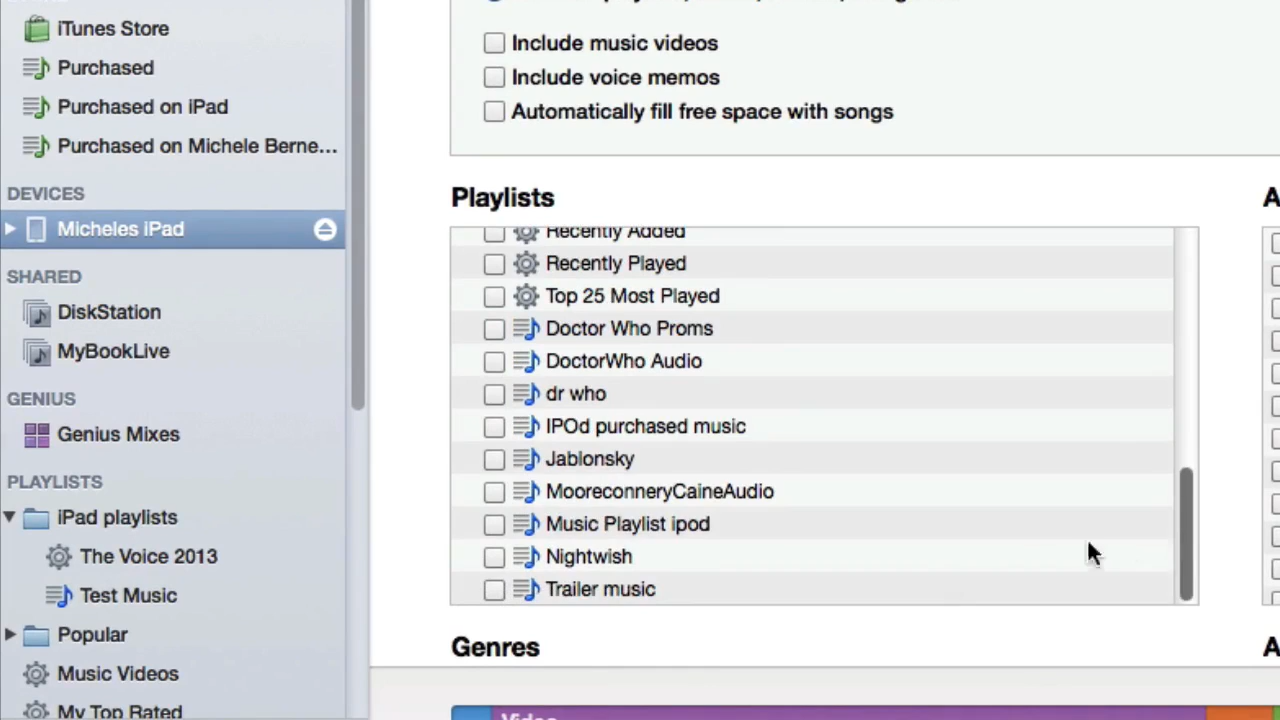 iTunes Store
Purchased
Purchased on iPad
Purchased on Michele Berne...
DEVICES
Micheles iPad
SHARED
DiskStation
MyBookLive
GENIUS
Genius Mixes
PLAYLISTS
iPad playlists
The Voice 2013
Test Music
Popular
Music Videos
My Top Rated
Include music videos
Include voice memos
Automatically fill free space with songs
Playlists
Recently Added
Recently Played
Top 25 Most Played
Doctor Who Proms
DoctorWho Audio
dr who
IPOd purchased music
Jablonsky
MooreconneryCaineAudio
Music Playlist ipod
Nightwish
Trailer music
Genres
Video
A
A